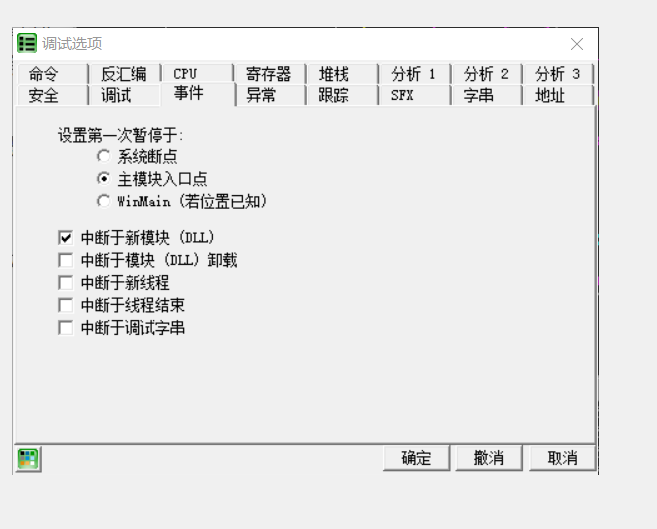 调试选项
命令 反汇编 CPU 寄存器 堆栈 分析 1 分析 2 分析 3
安全 调试 事件 异常 跟踪 SFX 字串 地址
设置第一次暂停于:
系统断点
主模块入口点
WinMain (若位置已知)
中断于新模块 (DLL)
中断于模块 (DLL) 卸载
中断于新线程
中断于线程结束
中断于调试字串
确定 撤消 取消